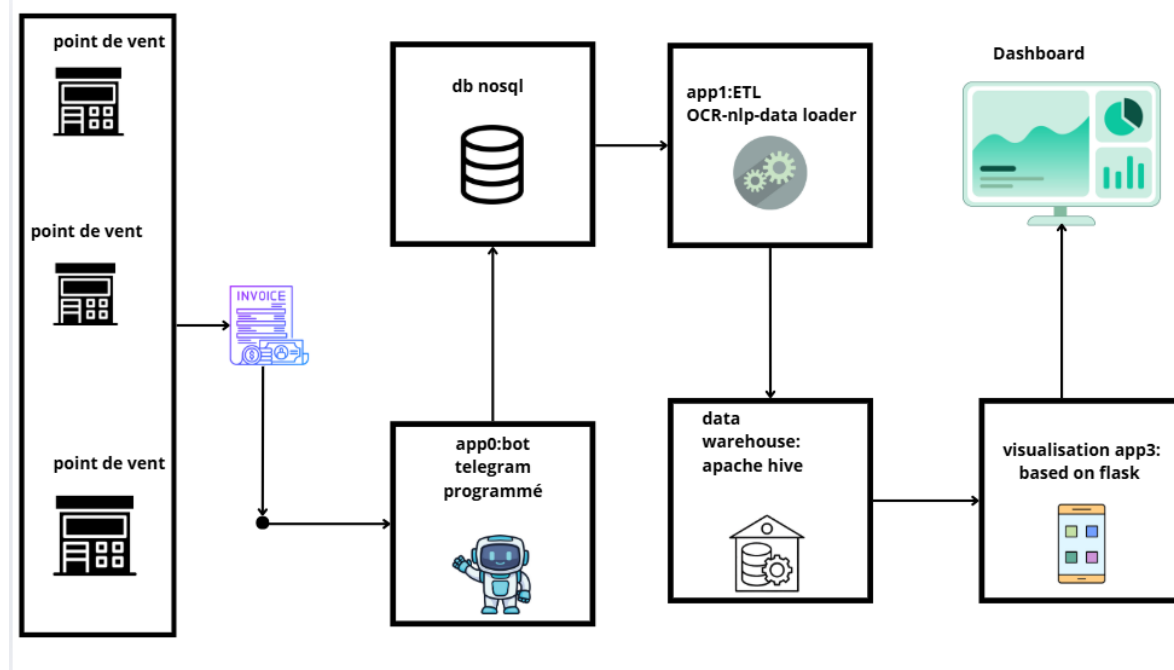 point de vent
point de vent
point de vent
INVOICE
db nosql
app0:bot
telegram
programmé
app1:ETL
OCR-nlp-data loader
data
warehouse:
apache hive
Dashboard
visualisation app3:
based on flask